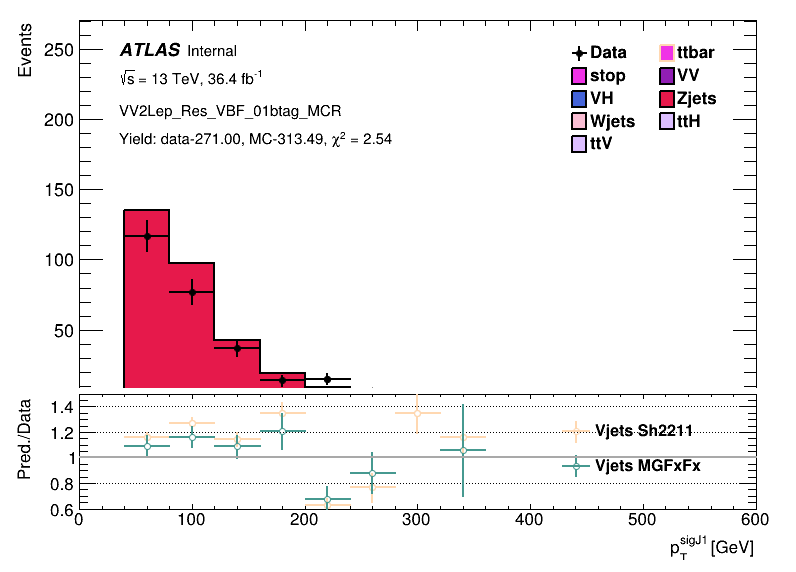 Events
250
200
150
100
50
ATLAS Internal
√s = 13 TeV, 36.4 fb⁻¹
VV2Lep_Res_VBF_01btag_MCR
Yield: data-271.00, MC-313.49, χ² = 2.54
Data
ttbar
stop
VV
VH
Zjets
Wjets
ttH
ttV
Pred./Data
1.4
1.2
1
0.8
0.6
Vjets Sh2211
Vjets MGFxFx
0 100 200 300 400 500 600
p_T^sigJ1 [GeV]